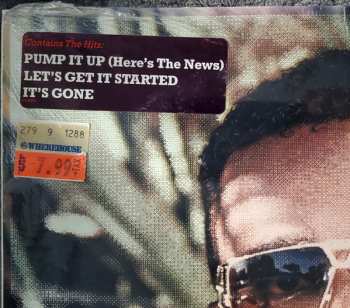 Contains The Hits:
PUMP IT UP (Here's The News)
LET'S GET IT STARTED
IT'S GONE
279 9 1288
WHEREHOUSE
$ 7.99